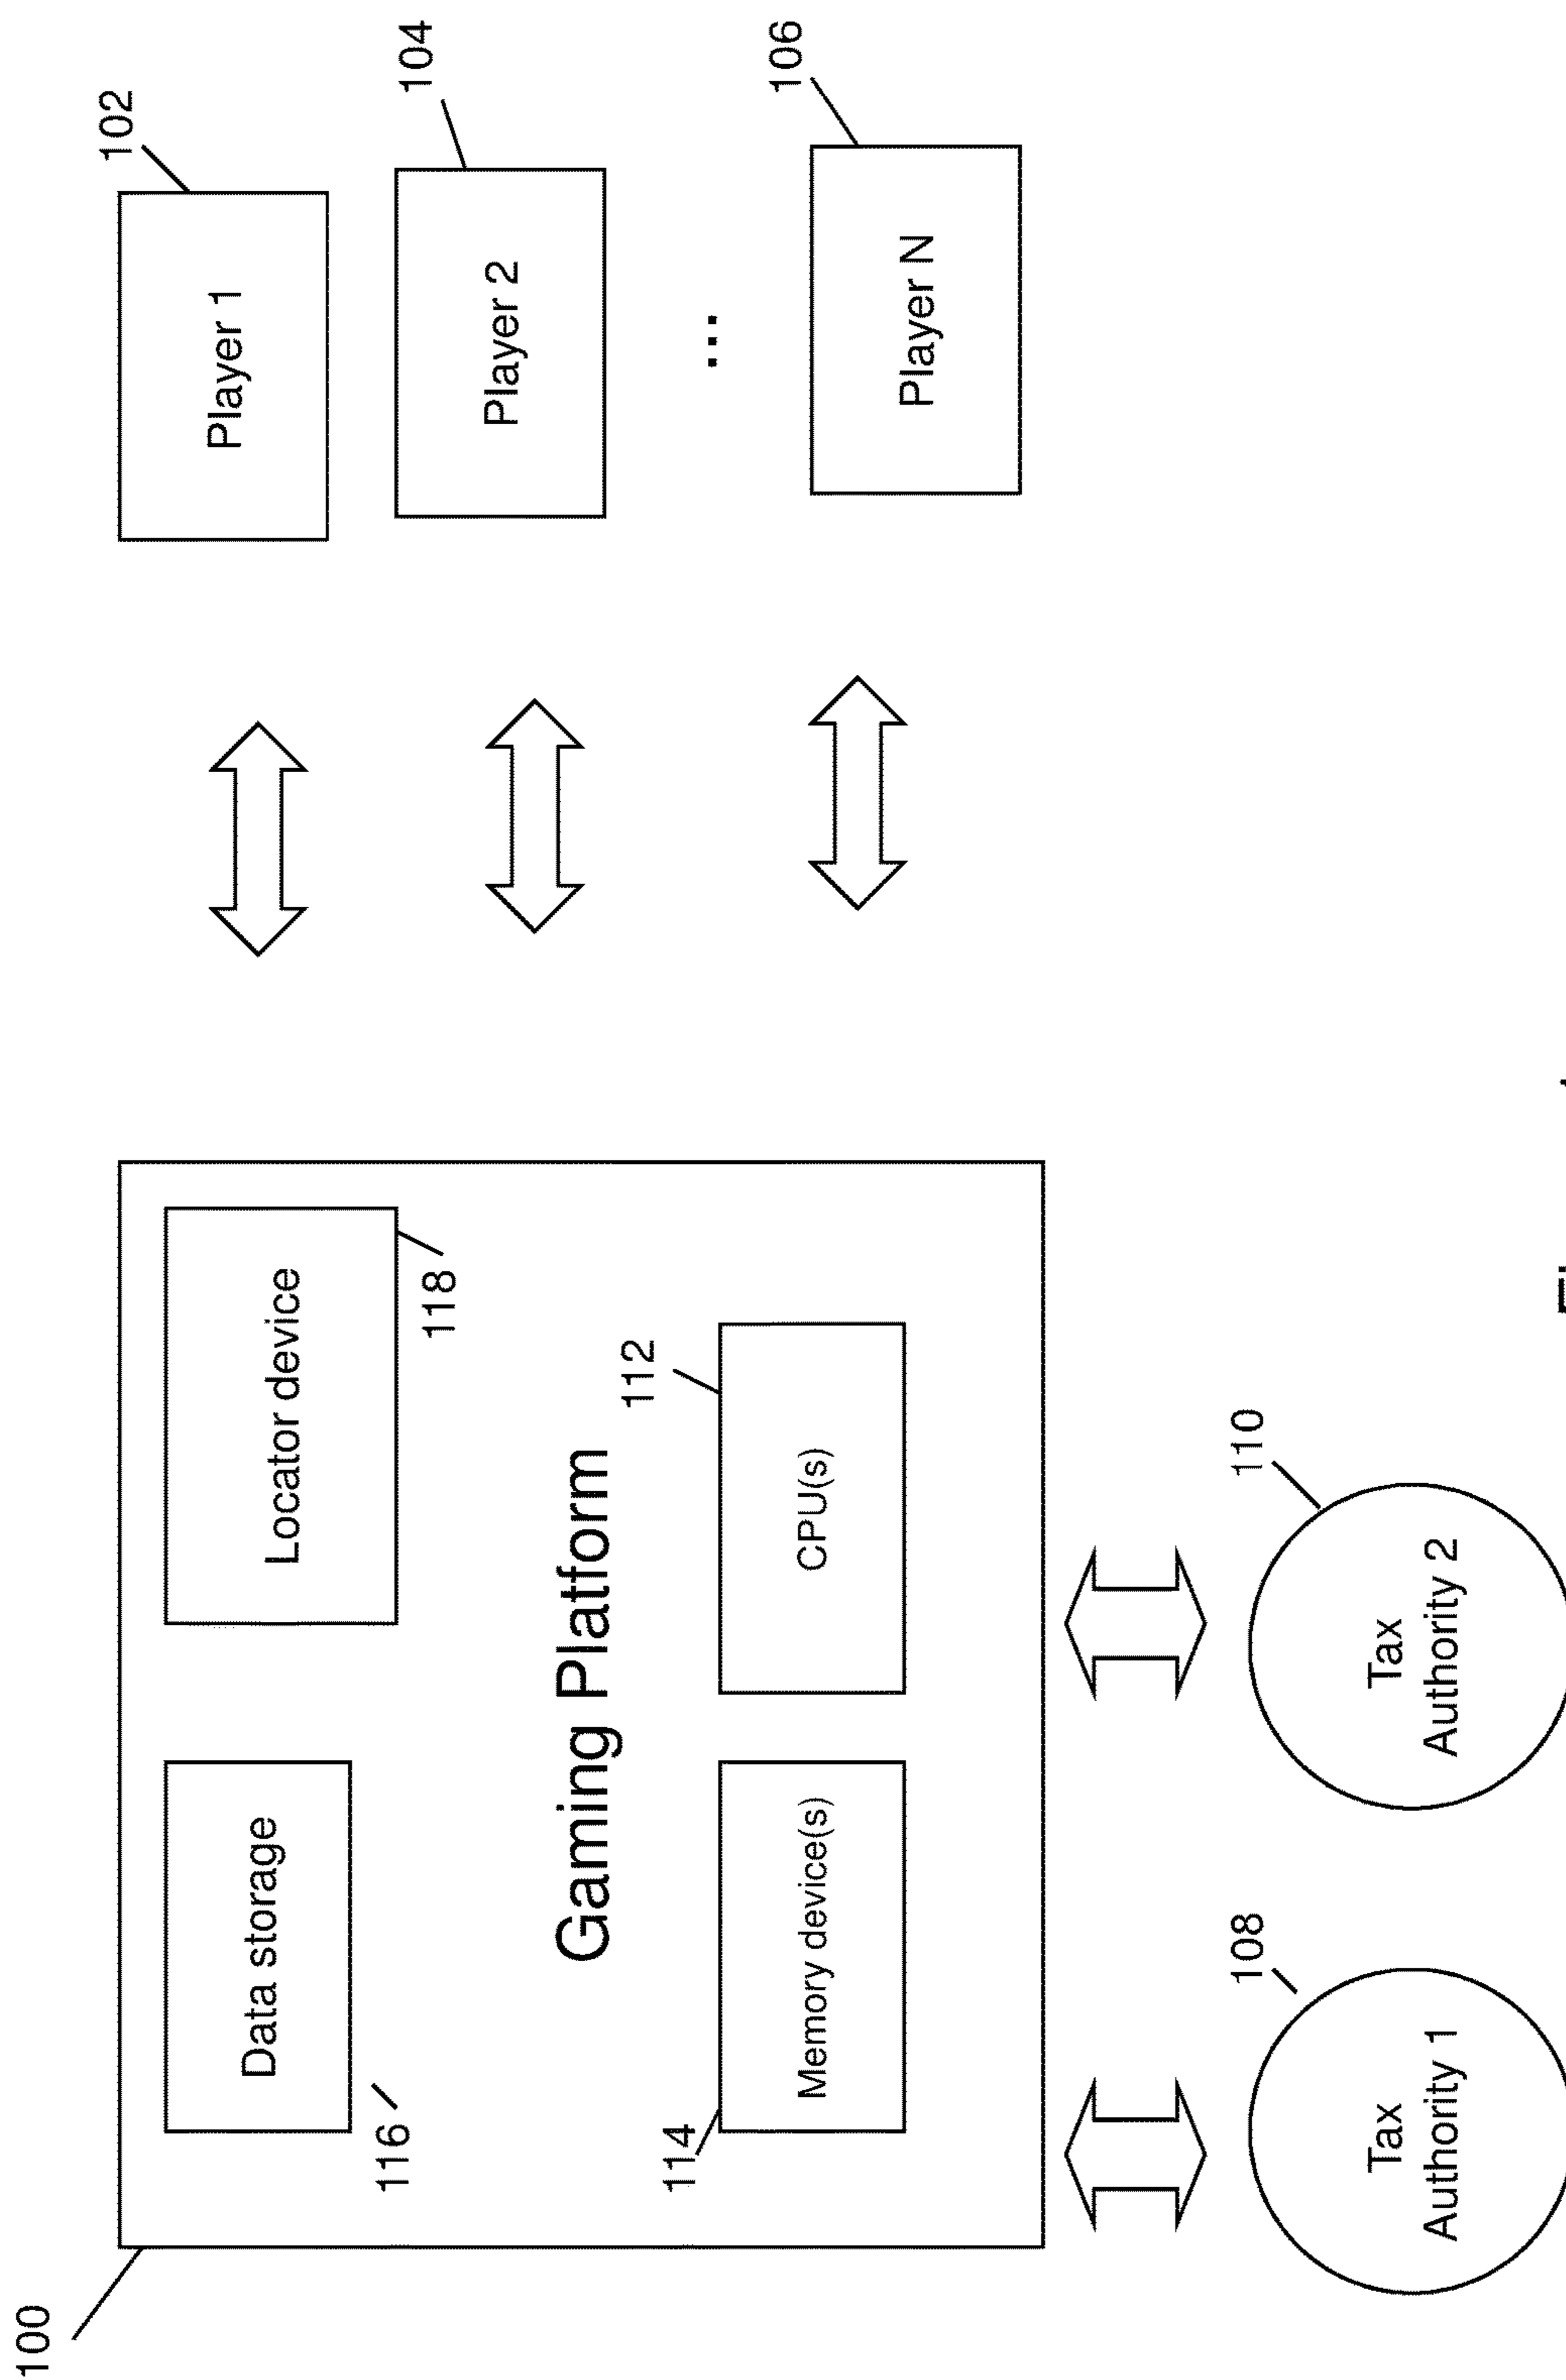 100
Data storage
116
Locator device
118
Gaming Platform
114
Memory device(s)
112
CPU(s)
102
Player 1
104
Player 2
...
106
Player N
108
Tax
Authority 1
110
Tax
Authority 2